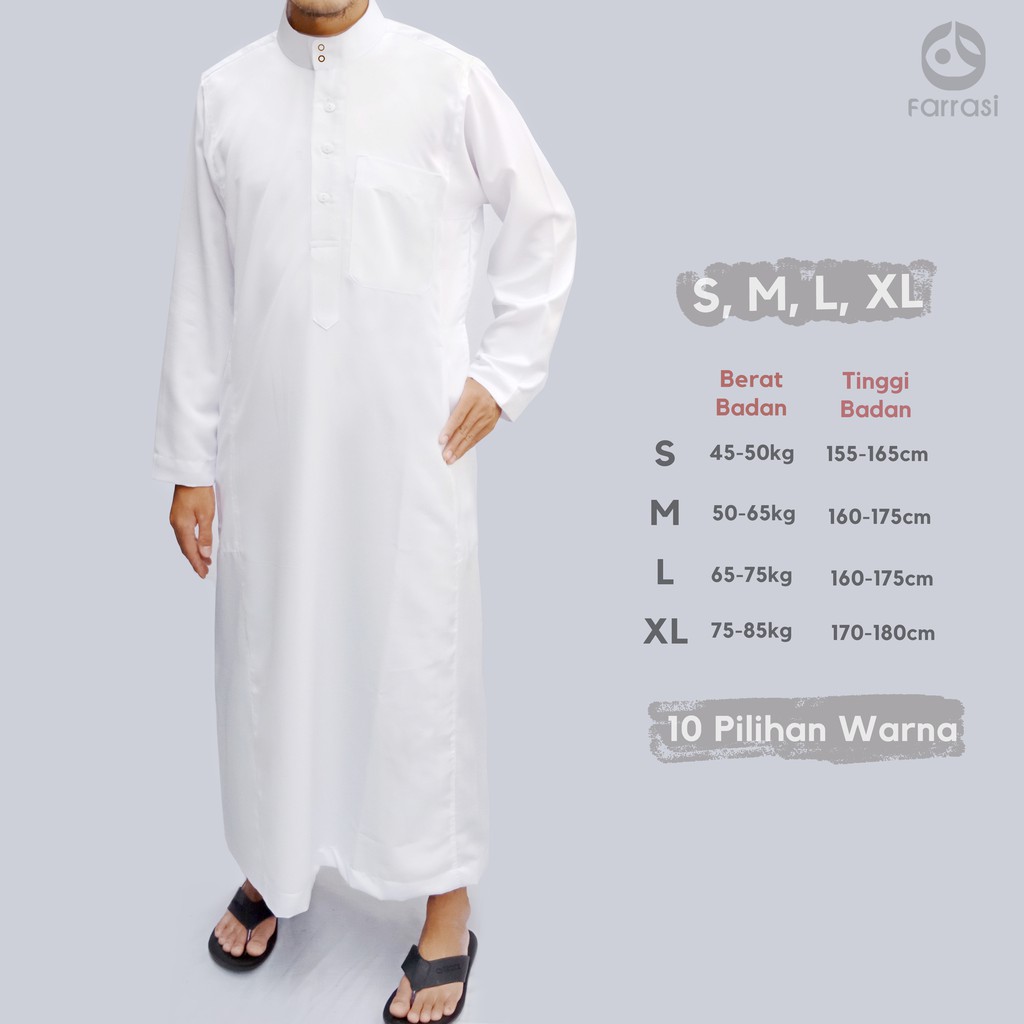 Farrasi
S, M, L, XL
Berat Badan
Tinggi Badan
S 45-50kg 155-165cm
M 50-65kg 160-175cm
L 65-75kg 160-175cm
XL 75-85kg 170-180cm
10 Pilihan Warna